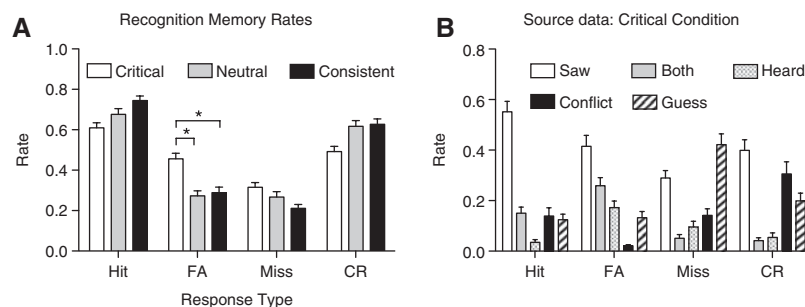 A
Recognition Memory Rates
Critical Neutral Consistent
1.0
0.8
0.6
0.4
0.2
0.0
Rate
* 
*
Hit FA Miss CR
Response Type
B
Source data: Critical Condition
Saw Both Heard
Conflict Guess
0.8
0.6
0.4
0.2
0.0
Rate
Hit FA Miss CR